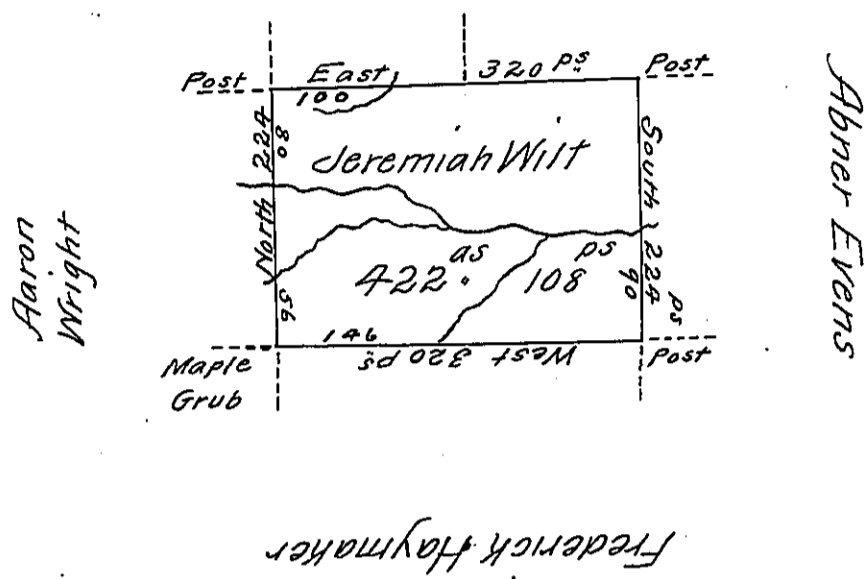 Post East 320 ps Post
100
North 224
80
Jeremiah Wilt
South 224 ps
90
Aaron
Wright
Abner Evens
as ps
422 108
56
146
West 320 ps
Maple
Grub
Post
Frederick Haymaker